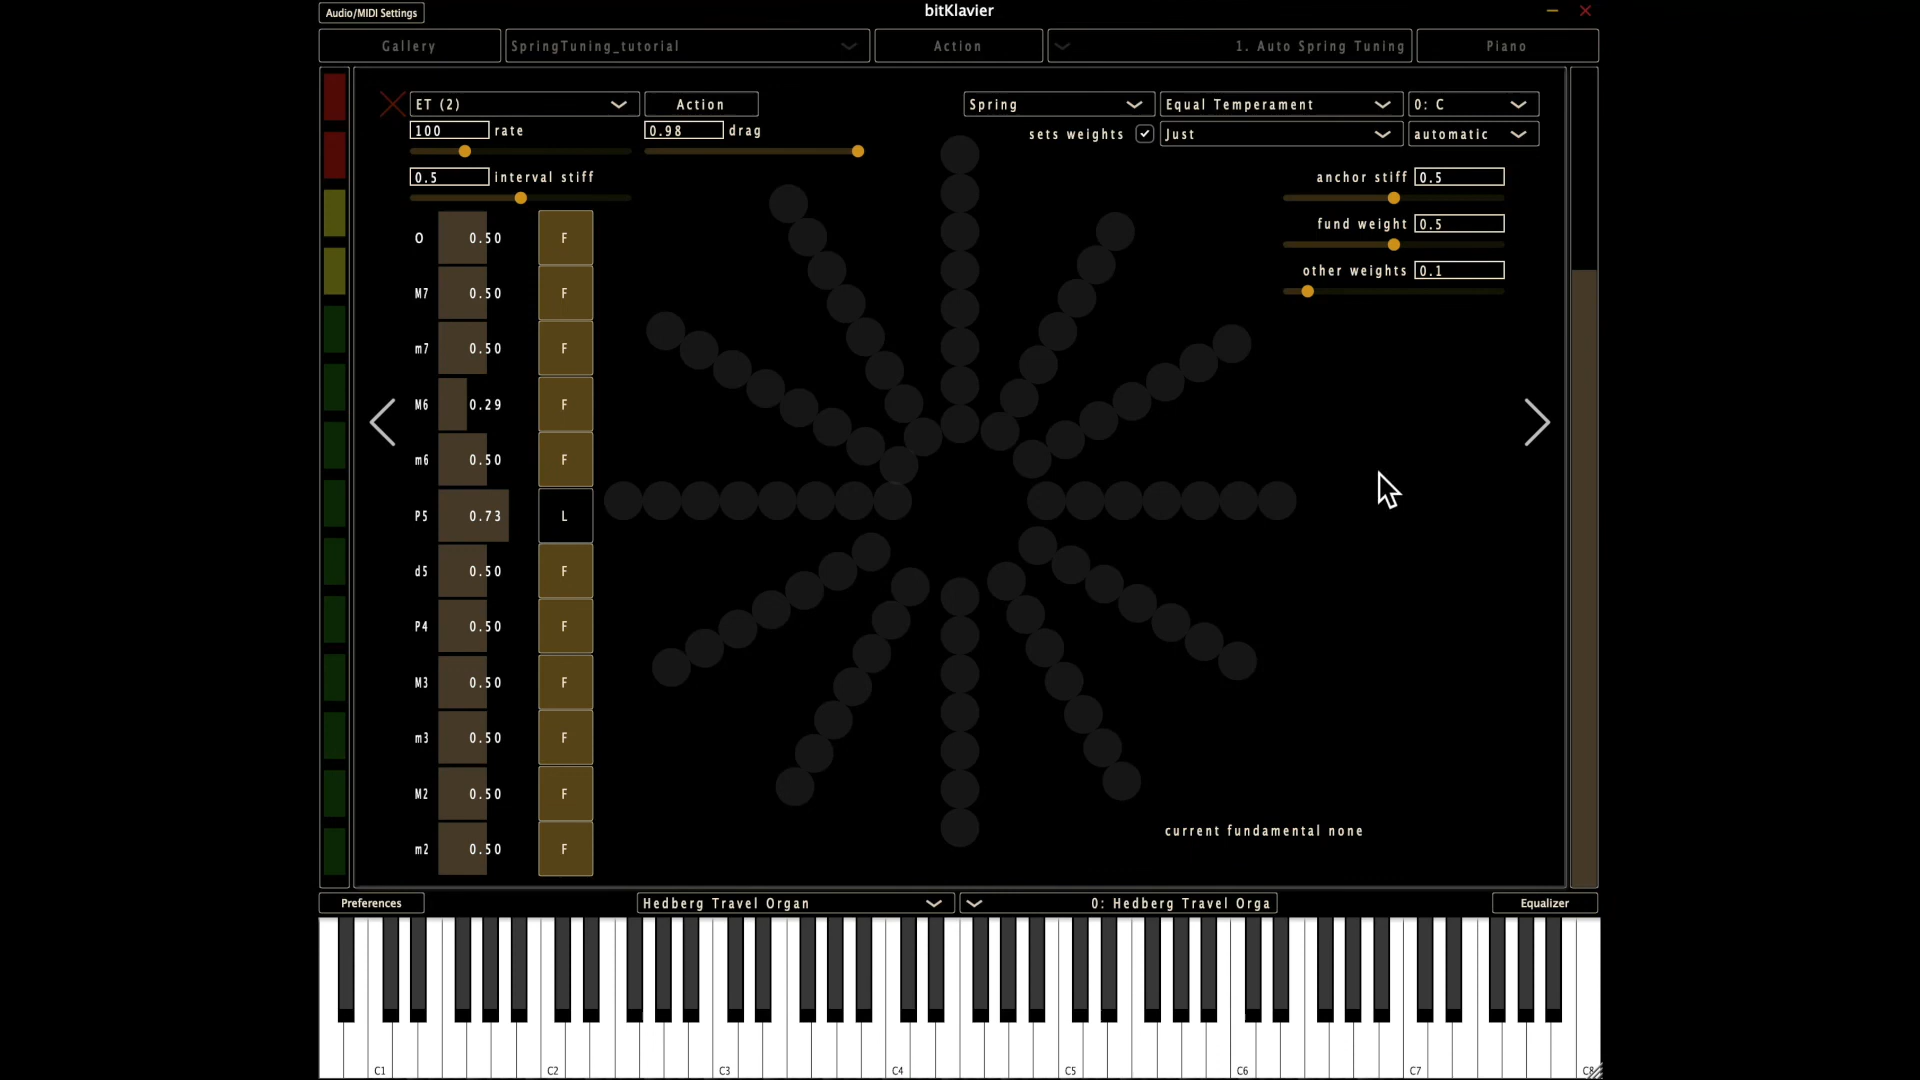 Audio/MIDI Settings
bitKlavier
Gallery
SpringTuning_tutorial
Action
1. Auto Spring Tuning
Piano
ET (2)
Action
Spring
Equal Temperament
0: C
100 rate
0.98 drag
sets weights
Just
automatic
0.5 interval stiff
anchor stiff 0.5
fund weight 0.5
other weights 0.1
O 0.50 F
M7 0.50 F
m7 0.50 F
M6 0.29 F
m6 0.50 F
P5 0.73 L
d5 0.50 F
P4 0.50 F
M3 0.50 F
m3 0.50 F
M2 0.50 F
m2 0.50 F
current fundamental none
Preferences
Hedberg Travel Organ
0: Hedberg Travel Orga
Equalizer
C1 C2 C3 C4 C5 C6 C7 C8